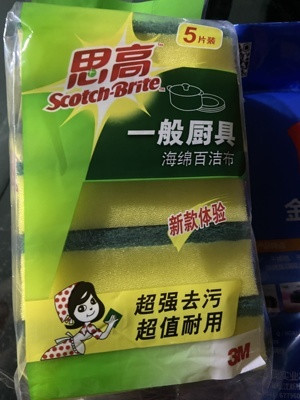 5片装
思高
Scotch-Brite
一般厨具
海绵百洁布
新款体验
超强去污
超值耐用
3M